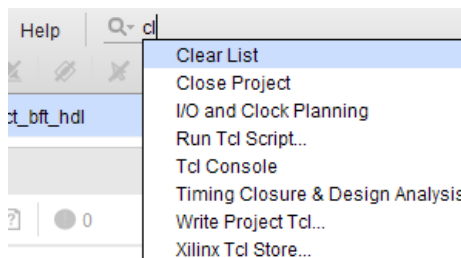 Help
cl
Clear List
Close Project
ct_bft_hdl
I/O and Clock Planning
Run Tcl Script...
Tcl Console
Timing Closure & Design Analysis
? 0
Write Project Tcl...
Xilinx Tcl Store...